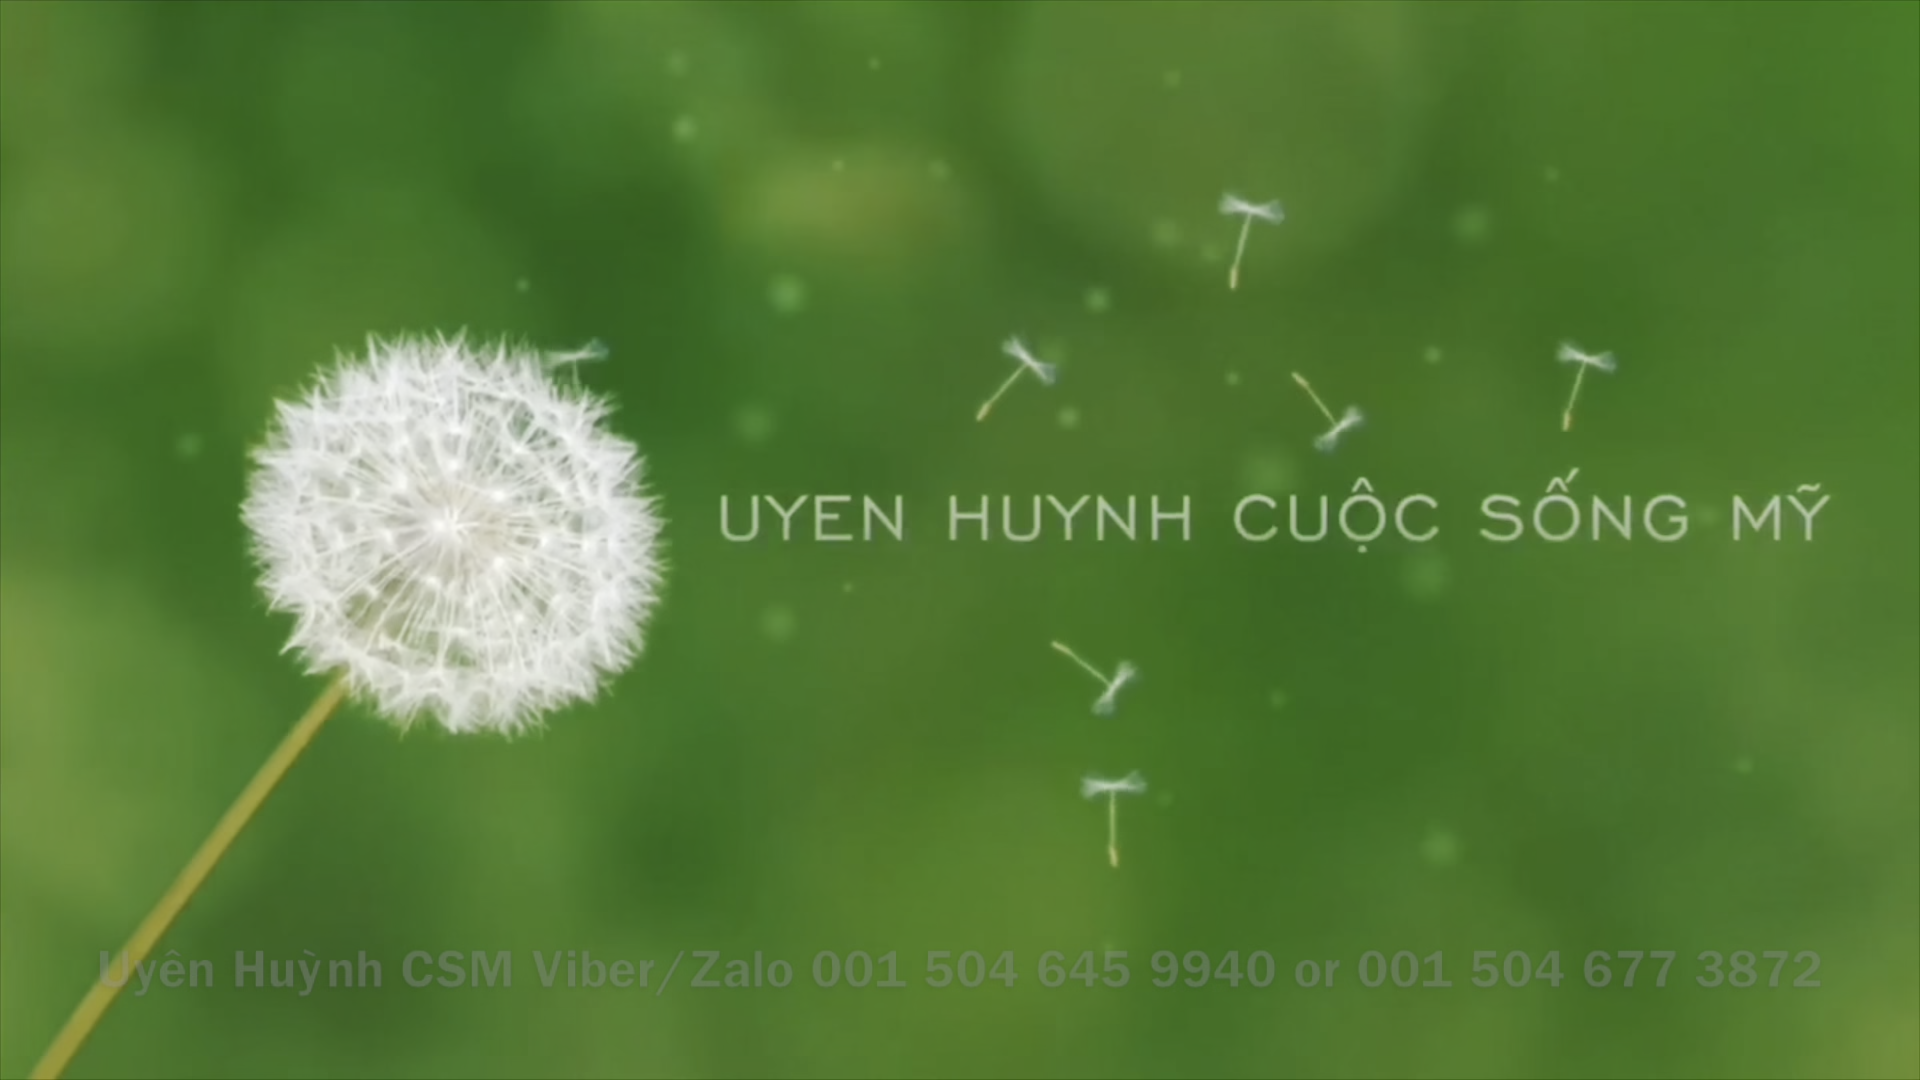 UYEN HUYNH CUỘC SỐNG MỸ
Uyên Huỳnh CSM Viber/Zalo 001 504 645 9940 or 001 504 677 3872